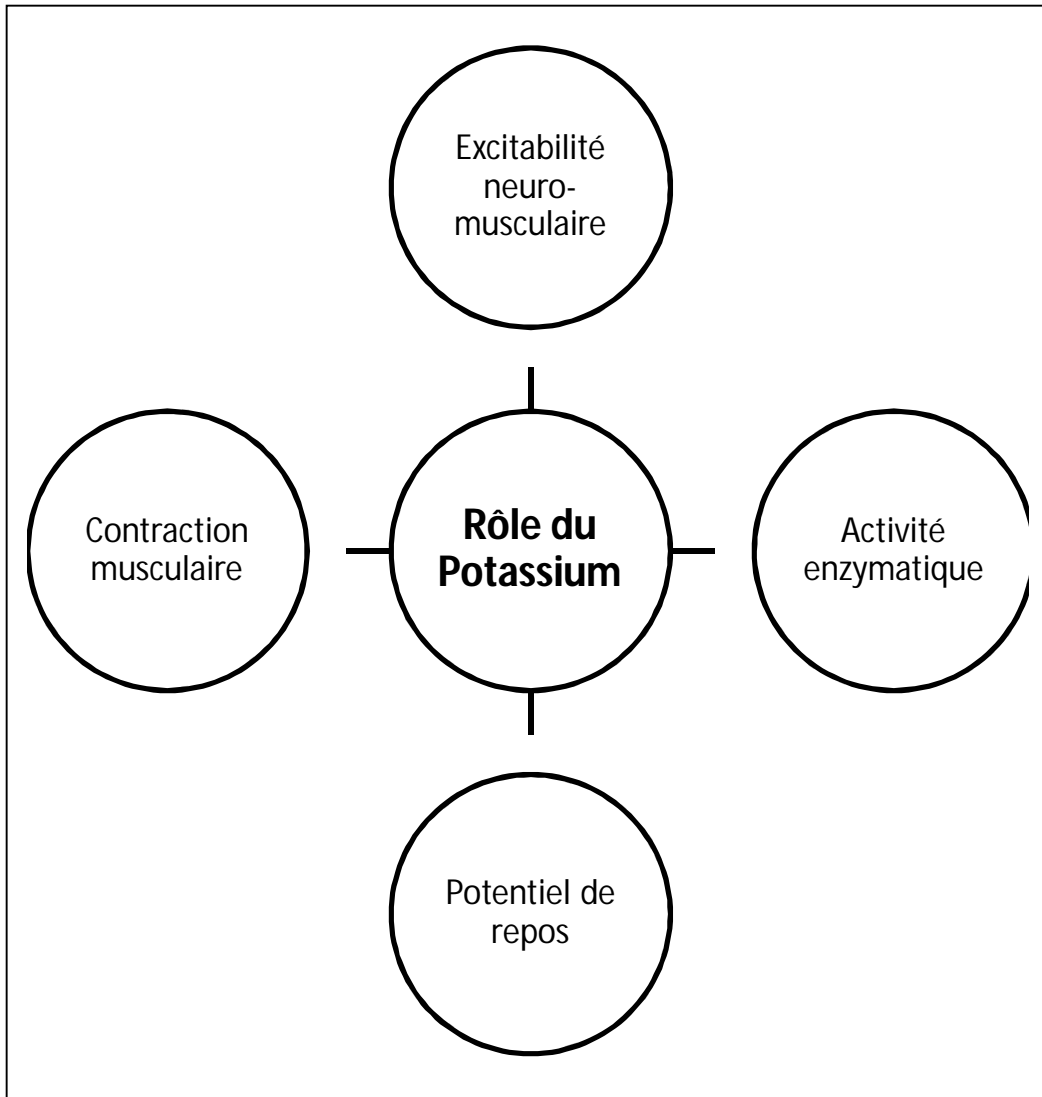 Excitabilité
neuro-
musculaire
Contraction
musculaire
Rôle du
Potassium
Activité
enzymatique
Potentiel de
repos